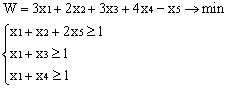 W = 3x1 + 2x2 + 3x3 + 4x4 − x5 → min
x1 + x2 + 2x5 ≥ 1
x1 + x3 ≥ 1
x1 + x4 ≥ 1